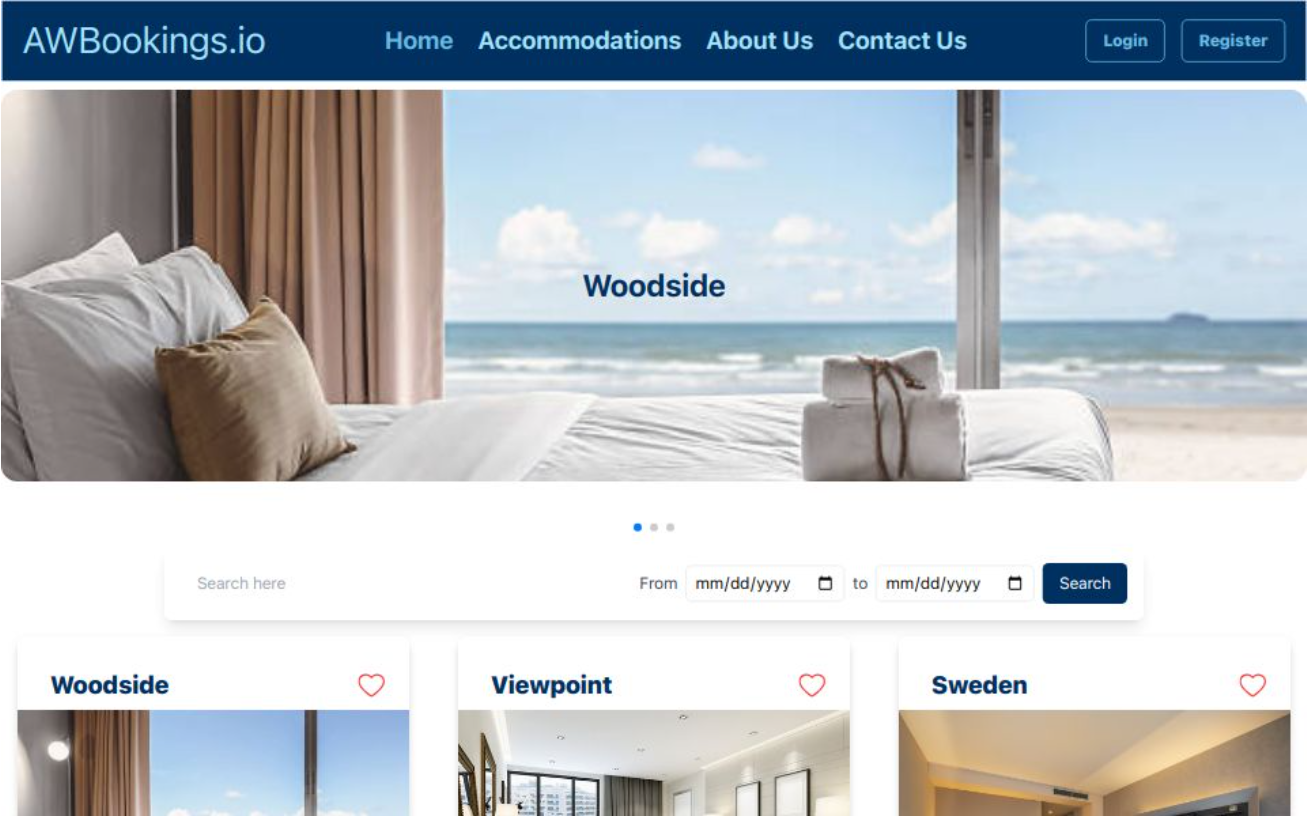 AWBookings.io Home Accommodations About Us Contact Us Login Register
Woodside
Search here From mm/dd/yyyy to mm/dd/yyyy Search
Woodside Viewpoint Sweden